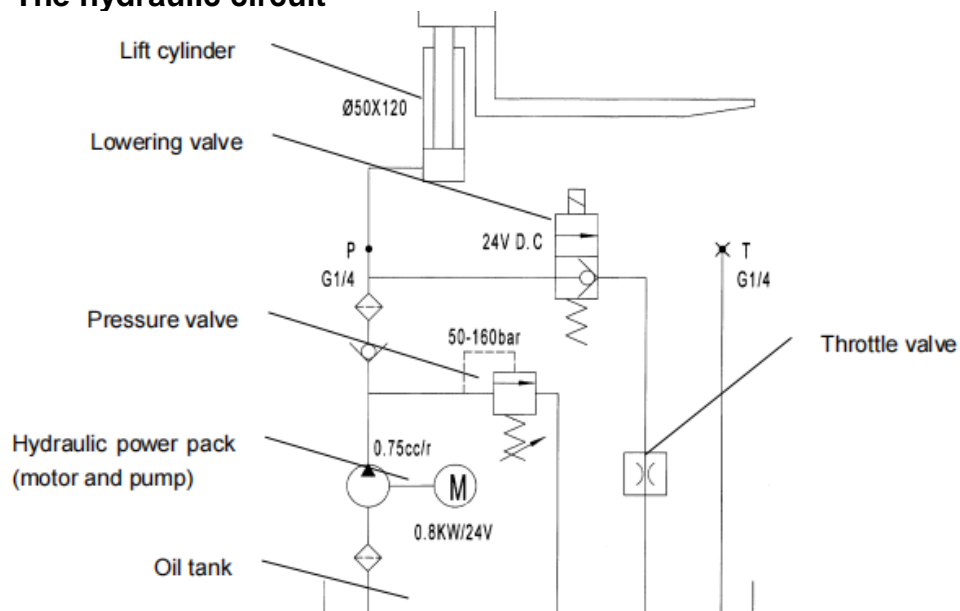 The hydraulic circuit
Lift cylinder
Ø50X120
Lowering valve
24V D.C
P
T
G1/4
G1/4
Pressure valve
50-160bar
Throttle valve
Hydraulic power pack
(motor and pump)
0.75cc/r
M
0.8KW/24V
Oil tank